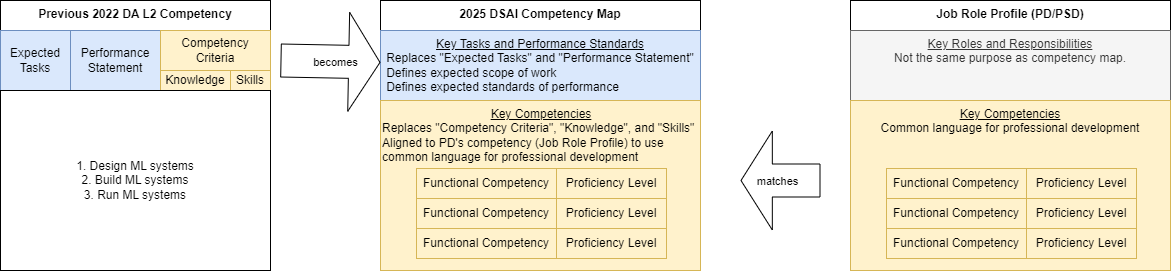 Previous 2022 DA L2 Competency
Expected
Tasks
Performance
Statement
Competency
Criteria
Knowledge
Skills
1. Design ML systems
2. Build ML systems
3. Run ML systems
becomes
2025 DSAI Competency Map
Key Tasks and Performance Standards
Replaces "Expected Tasks" and "Performance Statement"
Defines expected scope of work
Defines expected standards of performance
Key Competencies
Replaces "Competency Criteria", "Knowledge", and "Skills"
Aligned to PD's competency (Job Role Profile) to use
common language for professional development
Functional Competency Proficiency Level
Functional Competency Proficiency Level
Functional Competency Proficiency Level
matches
Job Role Profile (PD/PSD)
Key Roles and Responsibilities
Not the same purpose as competency map.
Key Competencies
Common language for professional development
Functional Competency Proficiency Level
Functional Competency Proficiency Level
Functional Competency Proficiency Level